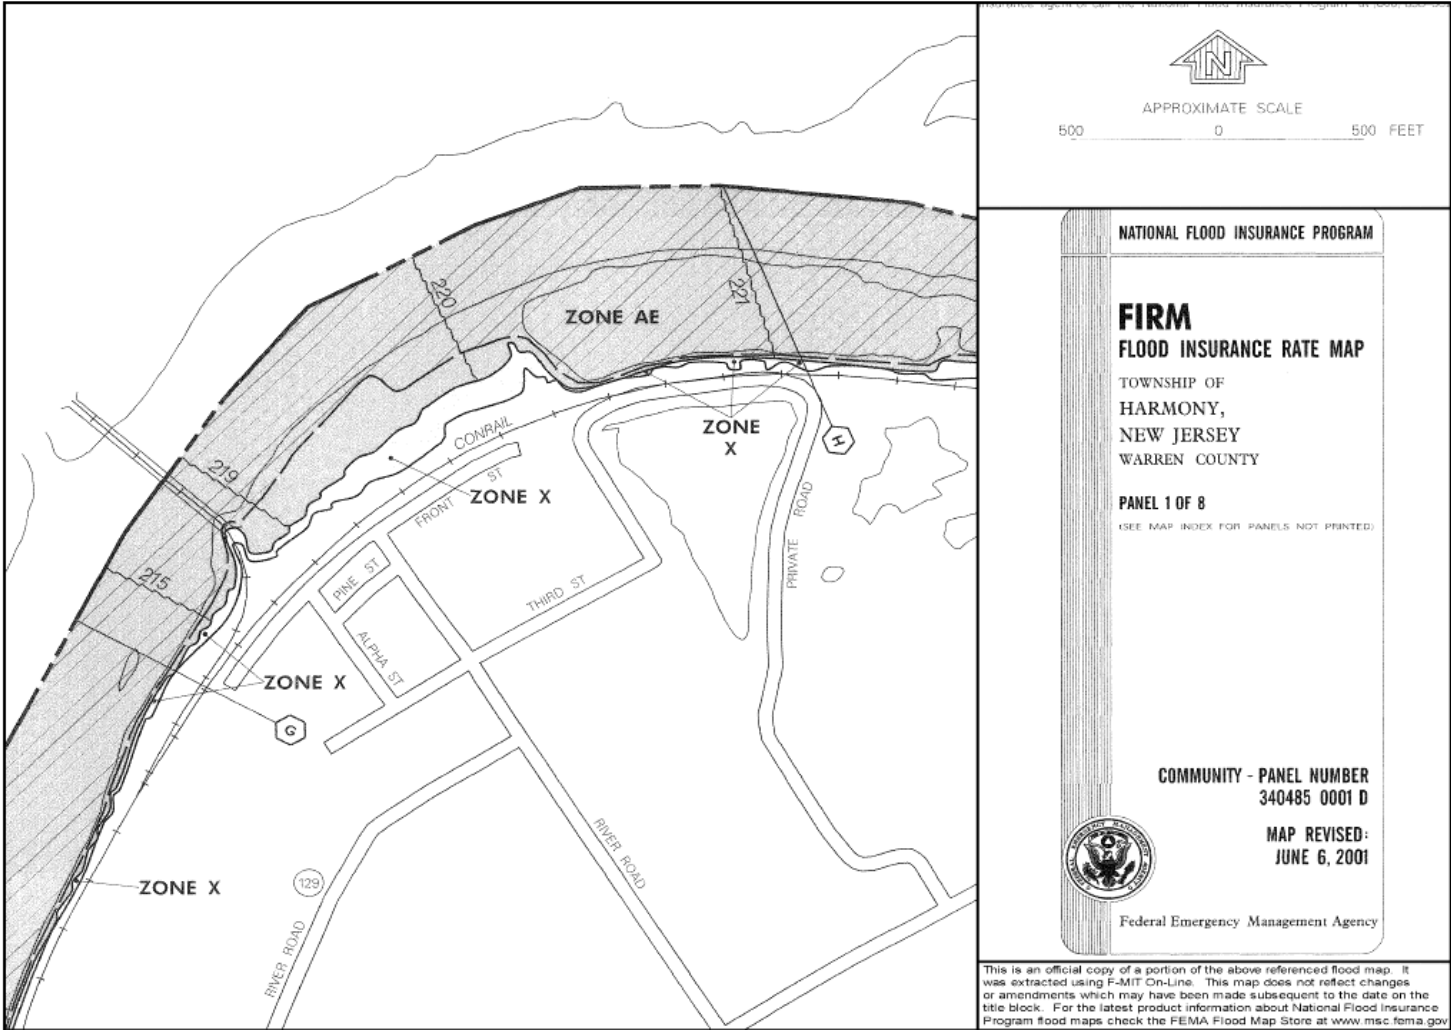 220
221
ZONE AE
219
215
CONRAIL
ZONE
X
H
ZONE X
FRONT ST
PRIVATE ROAD
PINE ST
THIRD ST
ALPHA ST
ZONE X
G
RIVER ROAD
ZONE X
129
RIVER ROAD
N
APPROXIMATE SCALE
500 0 500 FEET
NATIONAL FLOOD INSURANCE PROGRAM
FIRM
FLOOD INSURANCE RATE MAP
TOWNSHIP OF
HARMONY,
NEW JERSEY
WARREN COUNTY
PANEL 1 OF 8
(SEE MAP INDEX FOR PANELS NOT PRINTED)
COMMUNITY - PANEL NUMBER
340485 0001 D
MAP REVISED:
JUNE 6, 2001
FEDERAL EMERGENCY MANAGEMENT AGENCY
Federal Emergency Management Agency
This is an official copy of a portion of the above referenced flood map. It
was extracted using F-MIT On-Line. This map does not reflect changes
or amendments which may have been made subsequent to the date on the
title block. For the latest product information about National Flood Insurance
Program flood maps check the FEMA Flood Map Store at www.msc.fema.gov